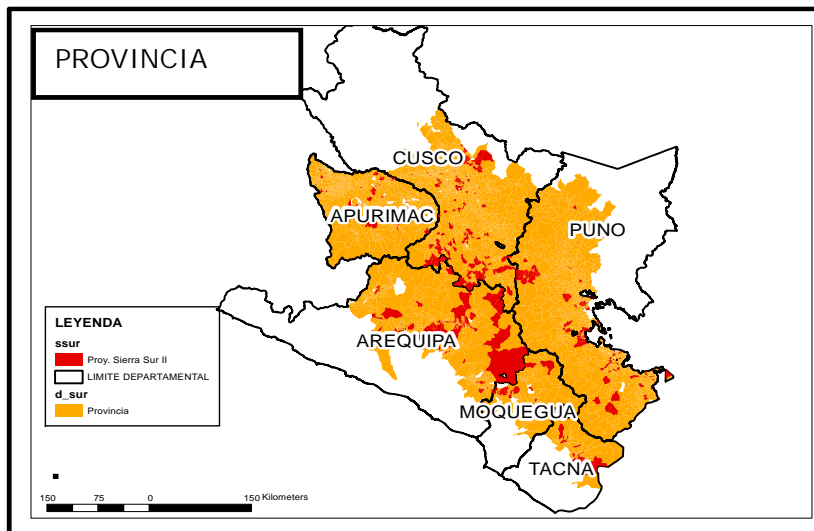 PROVINCIA
CUSCO
APURIMAC
PUNO
AREQUIPA
MOQUEGUA
TACNA
LEYENDA
ssur
Proy. Sierra Sur II
LIMITE DEPARTAMENTAL
d_sur
Provincia
150 75 0 150 Kilometers